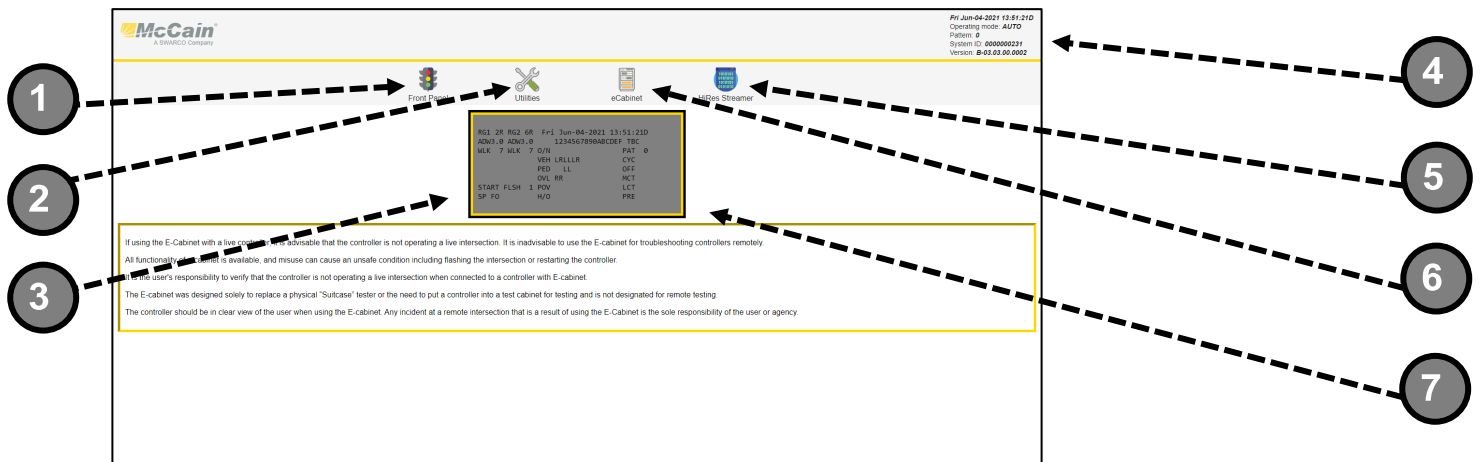 McCain®
A SWARCO Company
Fri Jun-04-2021 13:51:21D
Operating mode: AUTO
Pattern: 0
System ID: 0000000231
Version: B-03.03.00.0002
1
2
3
4
5
6
7
Front Panel
Utilities
eCabinet
HiRes Streamer
RG1 2R RG2 6R Fri Jun-04-2021 13:51:21D
ADW3.0 ADW3.0 1234567890ABCDEF TBC
WLK 7 WLK 7 O/N PAT 0
VEH LRLLLR CYC
PED LL OFF
OVL RR MCT
START FLSH 1 POV LCT
SP FO H/O PRE
If using the E-Cabinet with a live controller, it is advisable that the controller is not operating a live intersection. It is inadvisable to use the E-cabinet for troubleshooting controllers remotely.
All functionality of E-cabinet is available, and misuse can cause an unsafe condition including flashing the intersection or restarting the controller.
It is the user's responsibility to verify that the controller is not operating a live intersection when connected to a controller with E-cabinet.
The E-cabinet was designed solely to replace a physical "Suitcase" tester or the need to put a controller into a test cabinet for testing and is not designated for remote testing.
The controller should be in clear view of the user when using the E-cabinet. Any incident at a remote intersection that is a result of using the E-Cabinet is the sole responsibility of the user or agency.